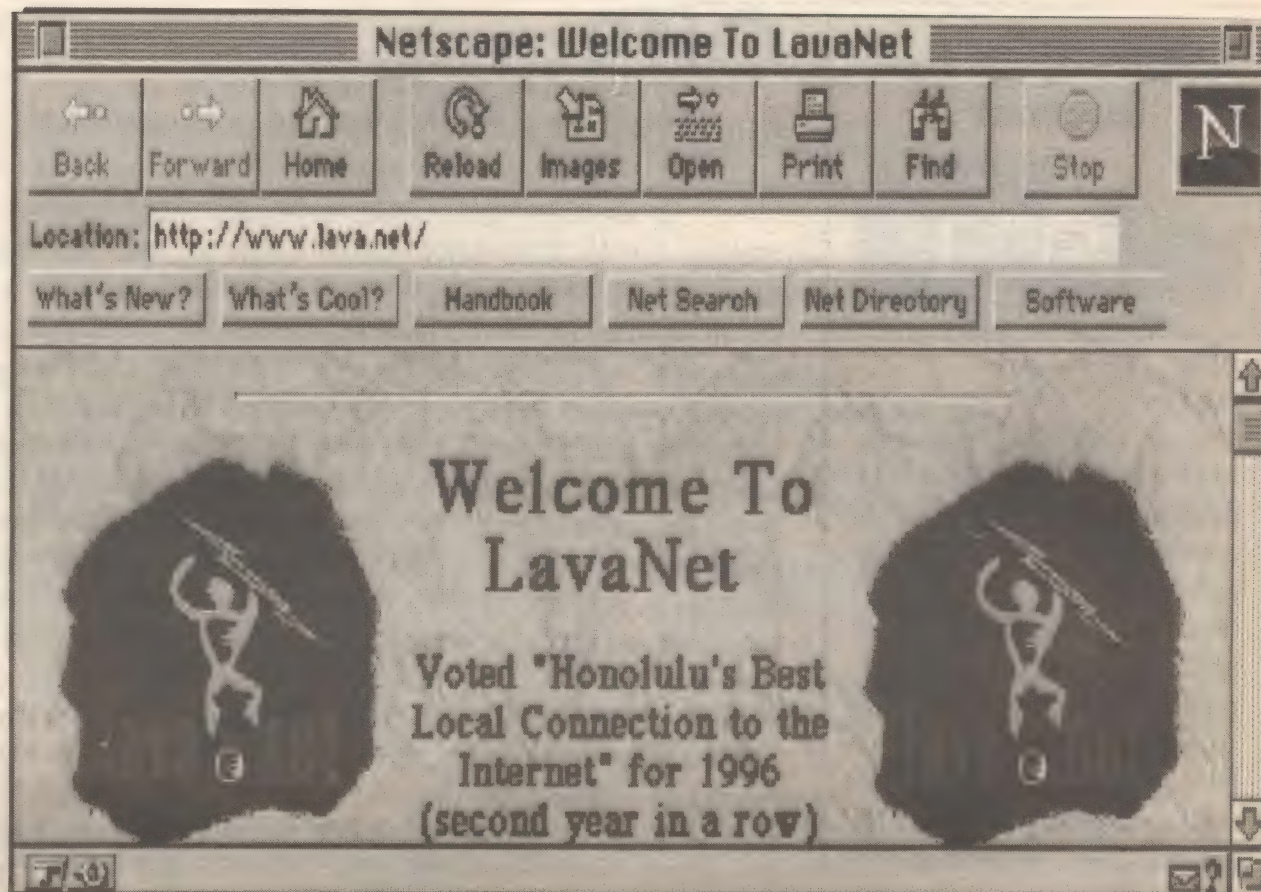 Netscape: Welcome To LavaNet
Back Forward Home Reload Images Open Print Find Stop N
Location: http://www.lava.net/
What's New? What's Cool? Handbook Net Search Net Directory Software
Welcome To
LavaNet
Voted "Honolulu's Best
Local Connection to the
Internet" for 1996
(second year in a row)
?